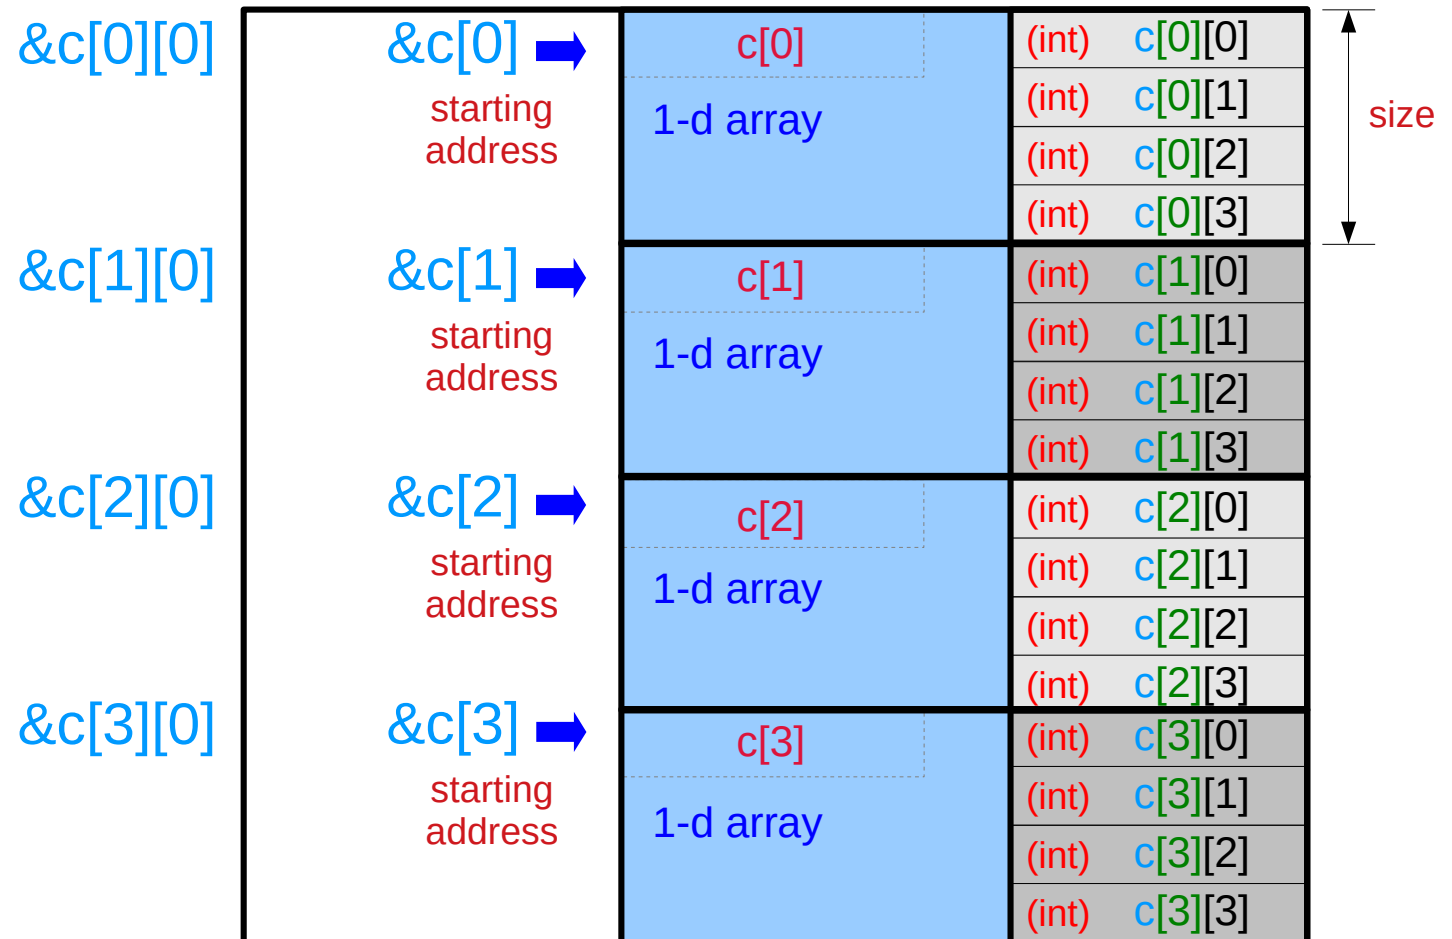 &c[0][0] &c[0] c[0] (int) c[0][0]
starting address 1-d array (int) c[0][1] size
(int) c[0][2]
(int) c[0][3]
&c[1][0] &c[1] c[1] (int) c[1][0]
starting address 1-d array (int) c[1][1]
(int) c[1][2]
(int) c[1][3]
&c[2][0] &c[2] c[2] (int) c[2][0]
starting address 1-d array (int) c[2][1]
(int) c[2][2]
(int) c[2][3]
&c[3][0] &c[3] c[3] (int) c[3][0]
starting address 1-d array (int) c[3][1]
(int) c[3][2]
(int) c[3][3]